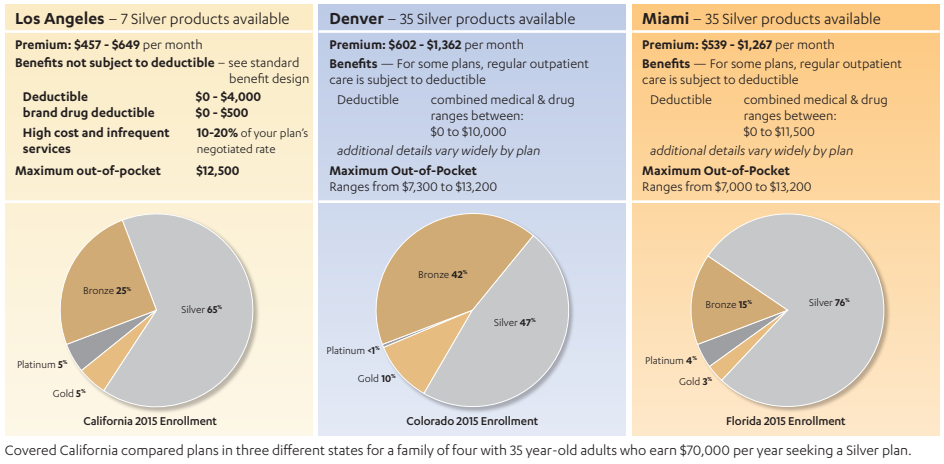 Los Angeles – 7 Silver products available
Premium: $457 - $649 per month
Benefits not subject to deductible – see standard
benefit design
Deductible $0 - $4,000
brand drug deductible $0 - $500
High cost and infrequent 10-20% of your plan's
services negotiated rate
Maximum out-of-pocket $12,500
Bronze 25%
Silver 65%
Platinum 5%
Gold 5%
California 2015 Enrollment
Denver – 35 Silver products available
Premium: $602 - $1,362 per month
Benefits — For some plans, regular outpatient
care is subject to deductible
Deductible combined medical & drug
ranges between:
$0 to $10,000
additional details vary widely by plan
Maximum Out-of-Pocket
Ranges from $7,300 to $13,200
Bronze 42%
Silver 47%
Platinum <1%
Gold 10%
Colorado 2015 Enrollment
Miami – 35 Silver products available
Premium: $539 - $1,267 per month
Benefits — For some plans, regular outpatient
care is subject to deductible
Deductible combined medical & drug
ranges between:
$0 to $11,500
additional details vary widely by plan
Maximum Out-of-Pocket
Ranges from $7,000 to $13,200
Silver 76%
Bronze 15%
Platinum 4%
Gold 3%
Florida 2015 Enrollment
Covered California compared plans in three different states for a family of four with 35 year-old adults who earn $70,000 per year seeking a Silver plan.